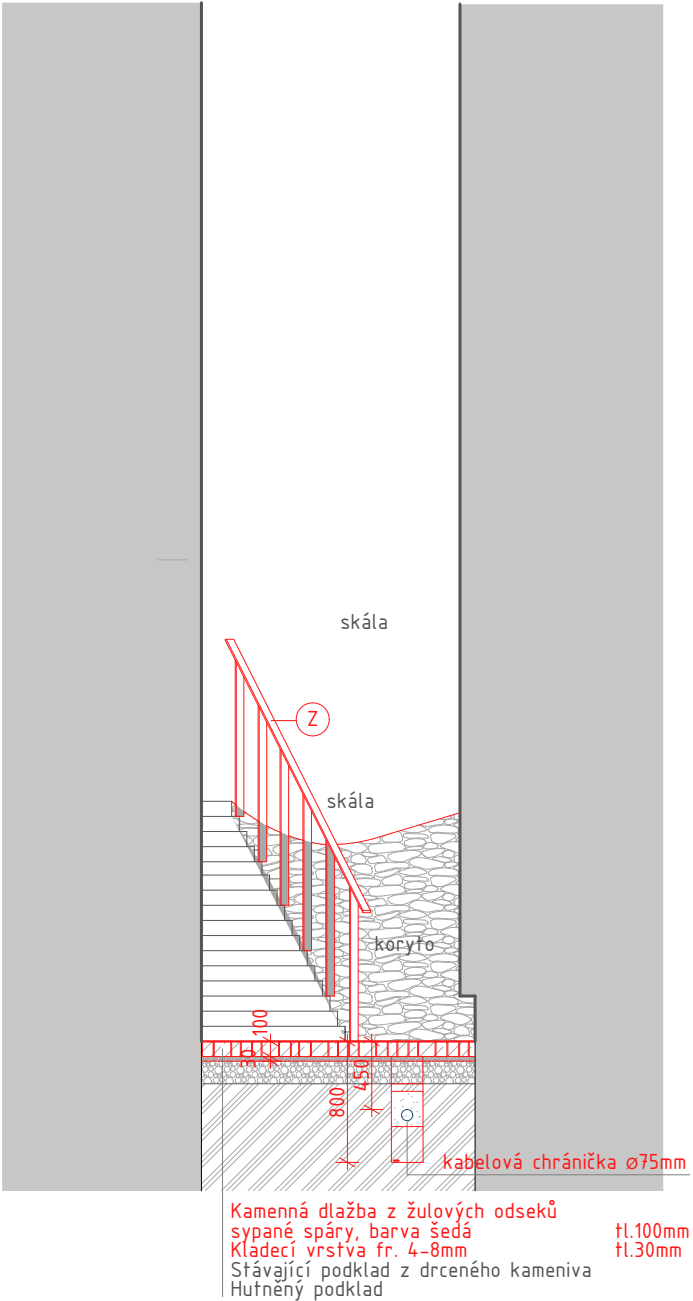 skála
Z
skála
koryto
100
30
450
800
kabelová chránička ø75mm
Kamenná dlažba z žulových odseků
sypané spáry, barva šedá tl.100mm
Kladecí vrstva fr. 4-8mm tl.30mm
Stávající podklad z drceného kameniva
Hutněný podklad